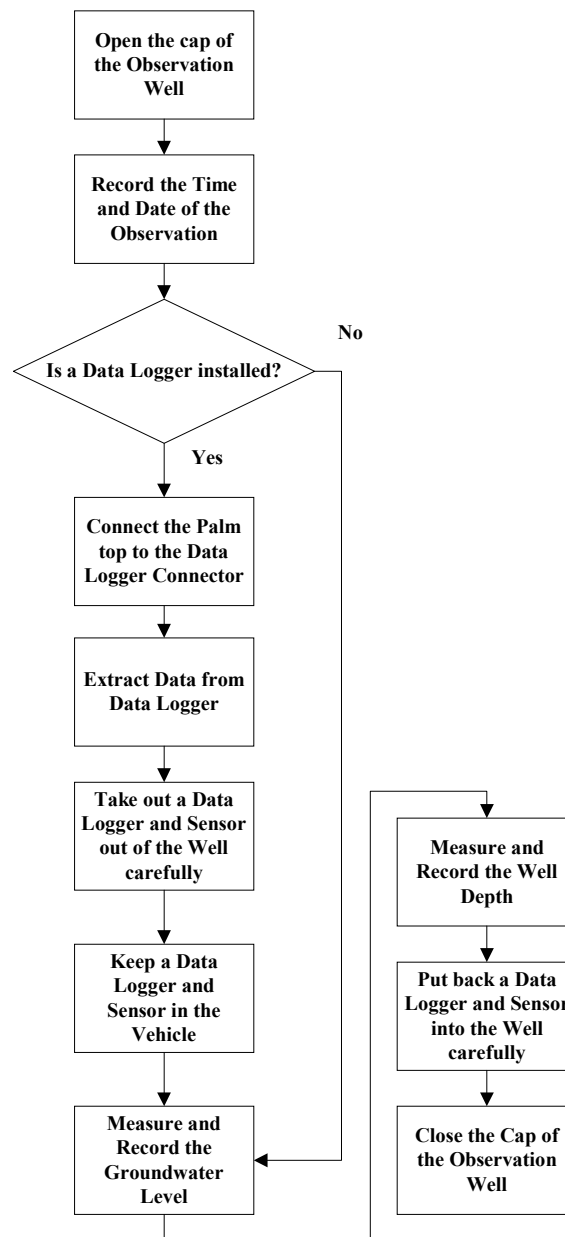 Open the cap of
the Observation
Well
Record the Time
and Date of the
Observation
No
Is a Data Logger installed?
Yes
Connect the Palm
top to the Data
Logger Connector
Extract Data from
Data Logger
Take out a Data
Logger and Sensor
out of the Well
carefully
Keep a Data
Logger and
Sensor in the
Vehicle
Measure and
Record the
Groundwater
Level
Measure and
Record the Well
Depth
Put back a Data
Logger and Sensor
into the Well
carefully
Close the Cap of
the Observation
Well